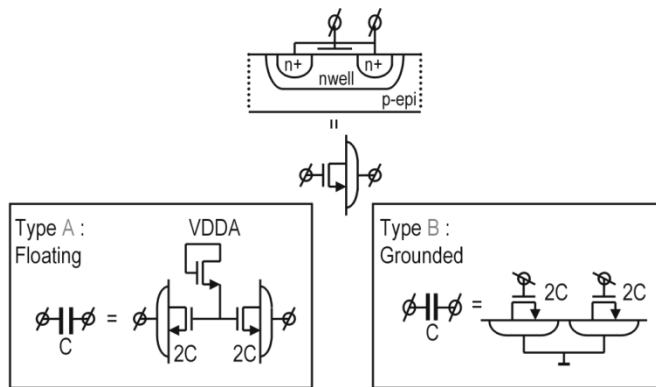 n+ n+
nwell
p-epi
=
Type A :
Floating
VDDA
C
=
2C 2C
Type B :
Grounded
2C 2C
C
=